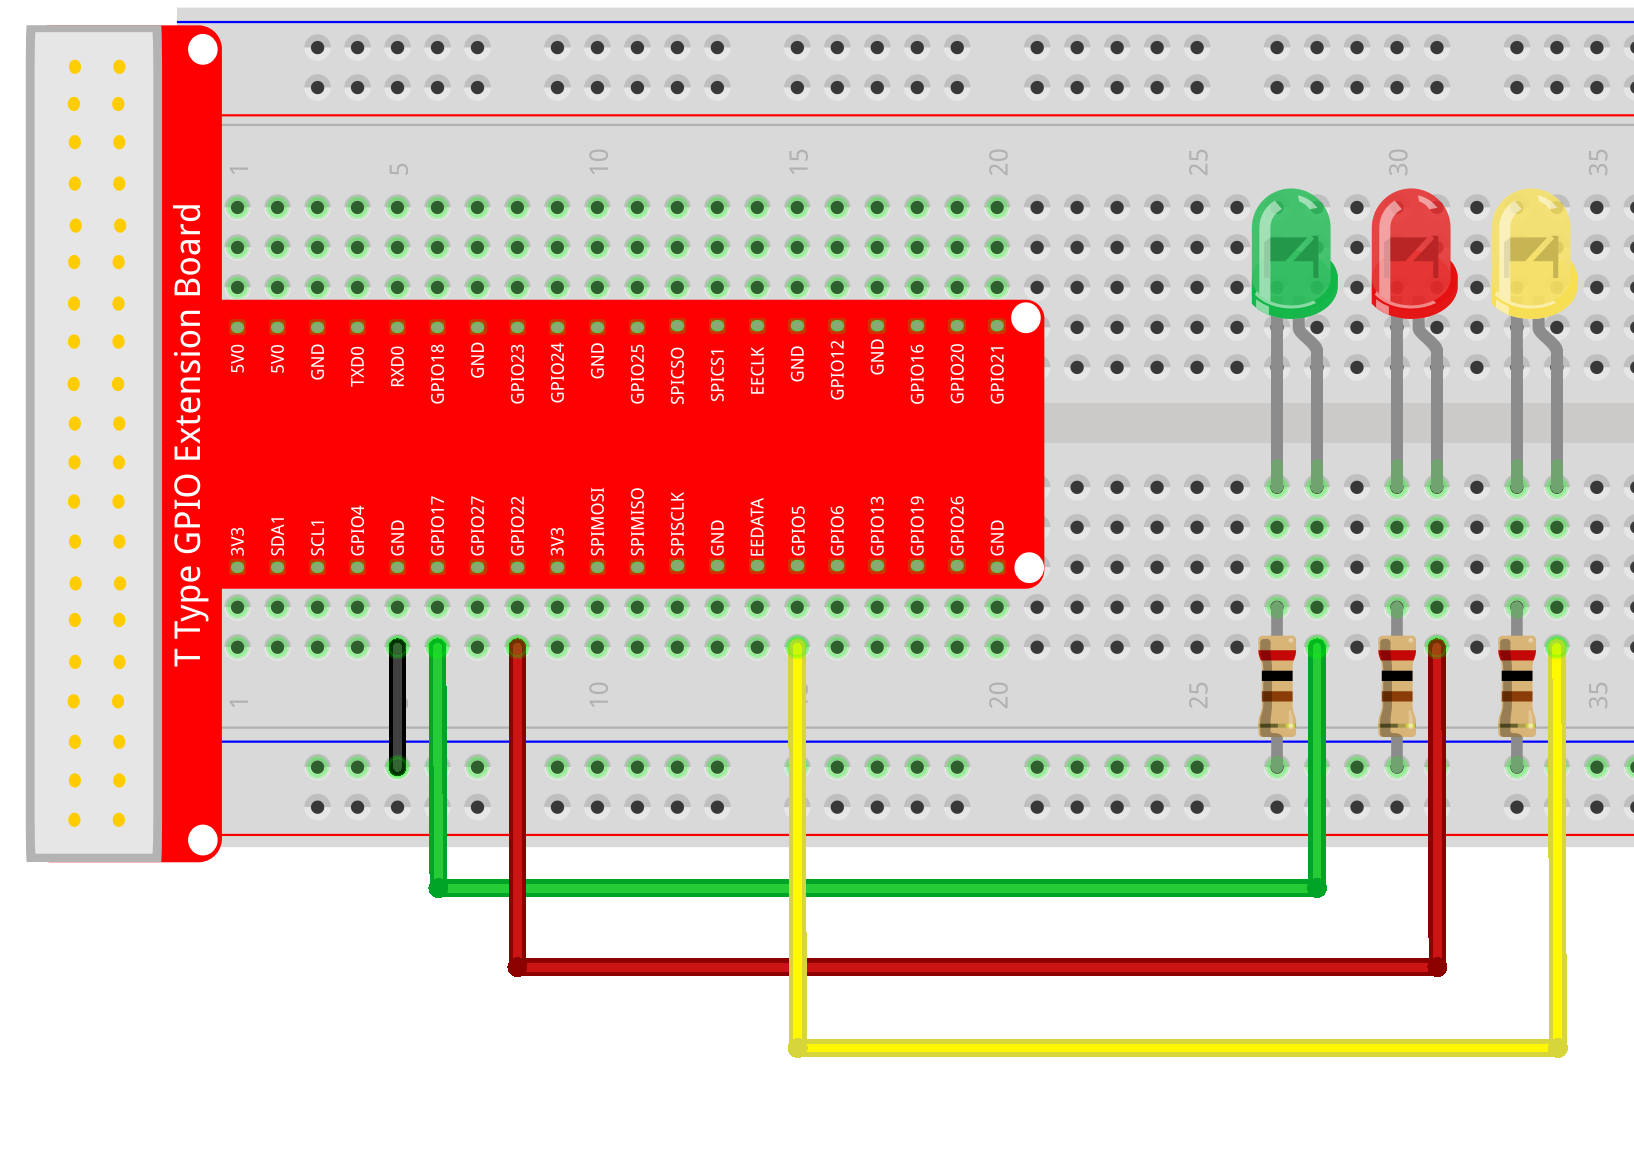 1 5 10 15 20 25 30 35
T Type GPIO Extension Board
5V0 5V0 GND TXD0 RXD0 GPIO18 GND GPIO23 GPIO24 GND GPIO25 SPICSO SPICS1 EECLK GND GPIO12 GND GPIO16 GPIO20 GPIO21
3V3 SDA1 SCL1 GPIO4 GND GPIO17 GPIO27 GPIO22 3V3 SPIMOSI SPIMISO SPISCLK GND EEDATA GPIO5 GPIO6 GPIO13 GPIO19 GPIO26 GND
1 10 20 25 35